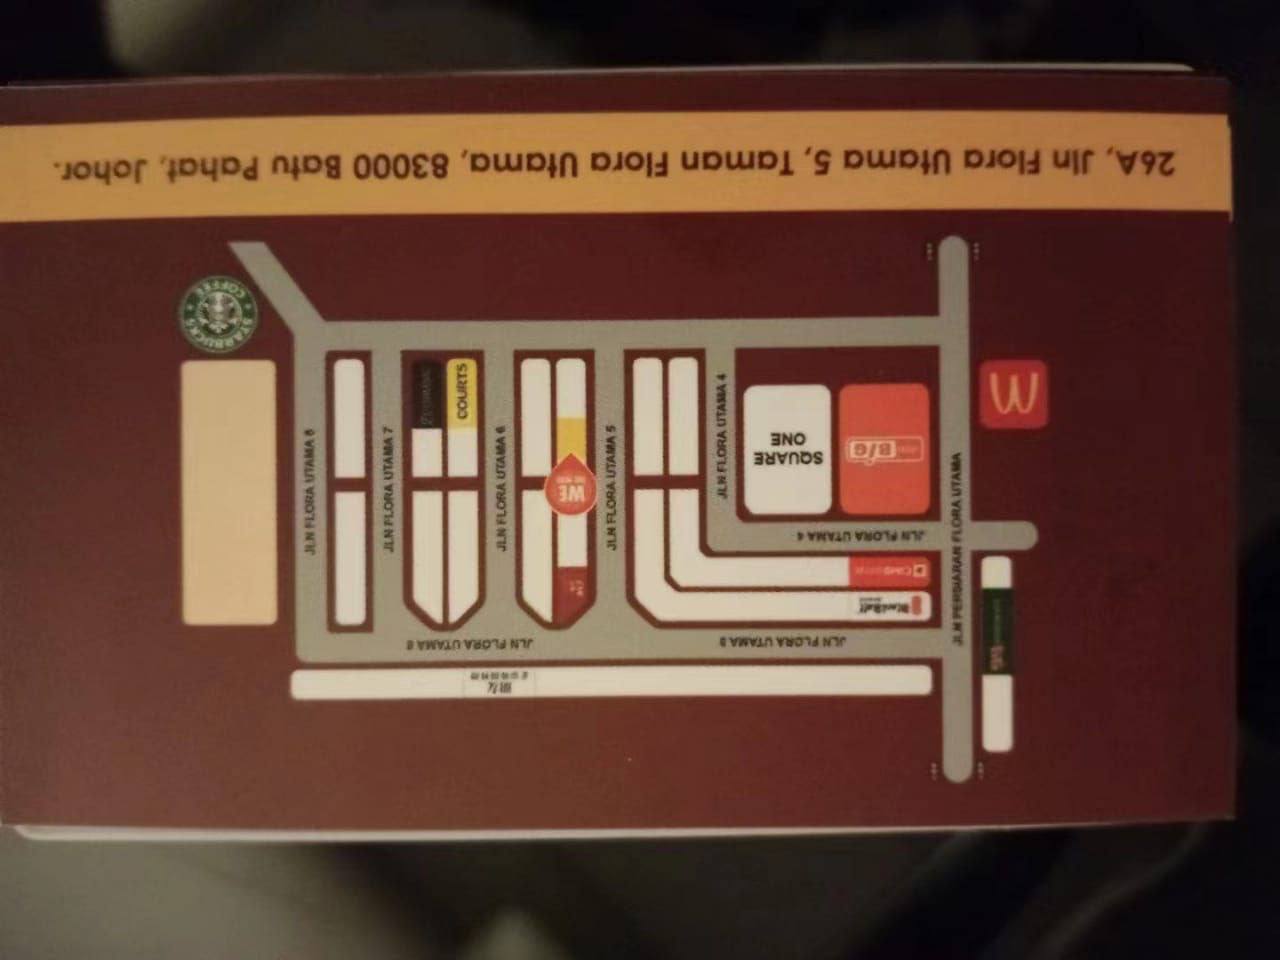 JLN FLORA UTAMA 8
JLN FLORA UTAMA 8
JLN PERSIARAN FLORA UTAMA
JLN FLORA UTAMA 4
JLN FLORA UTAMA 4
JLN FLORA UTAMA 5
JLN FLORA UTAMA 6
JLN FLORA UTAMA 7
JLN FLORA UTAMA 8
WE
SQUARE
ONE
BIG
COURTS
STARBUCKS
COFFEE
26A, Jln Flora Utama 5, Taman Flora Utama, 83000 Batu Pahat, Johor.